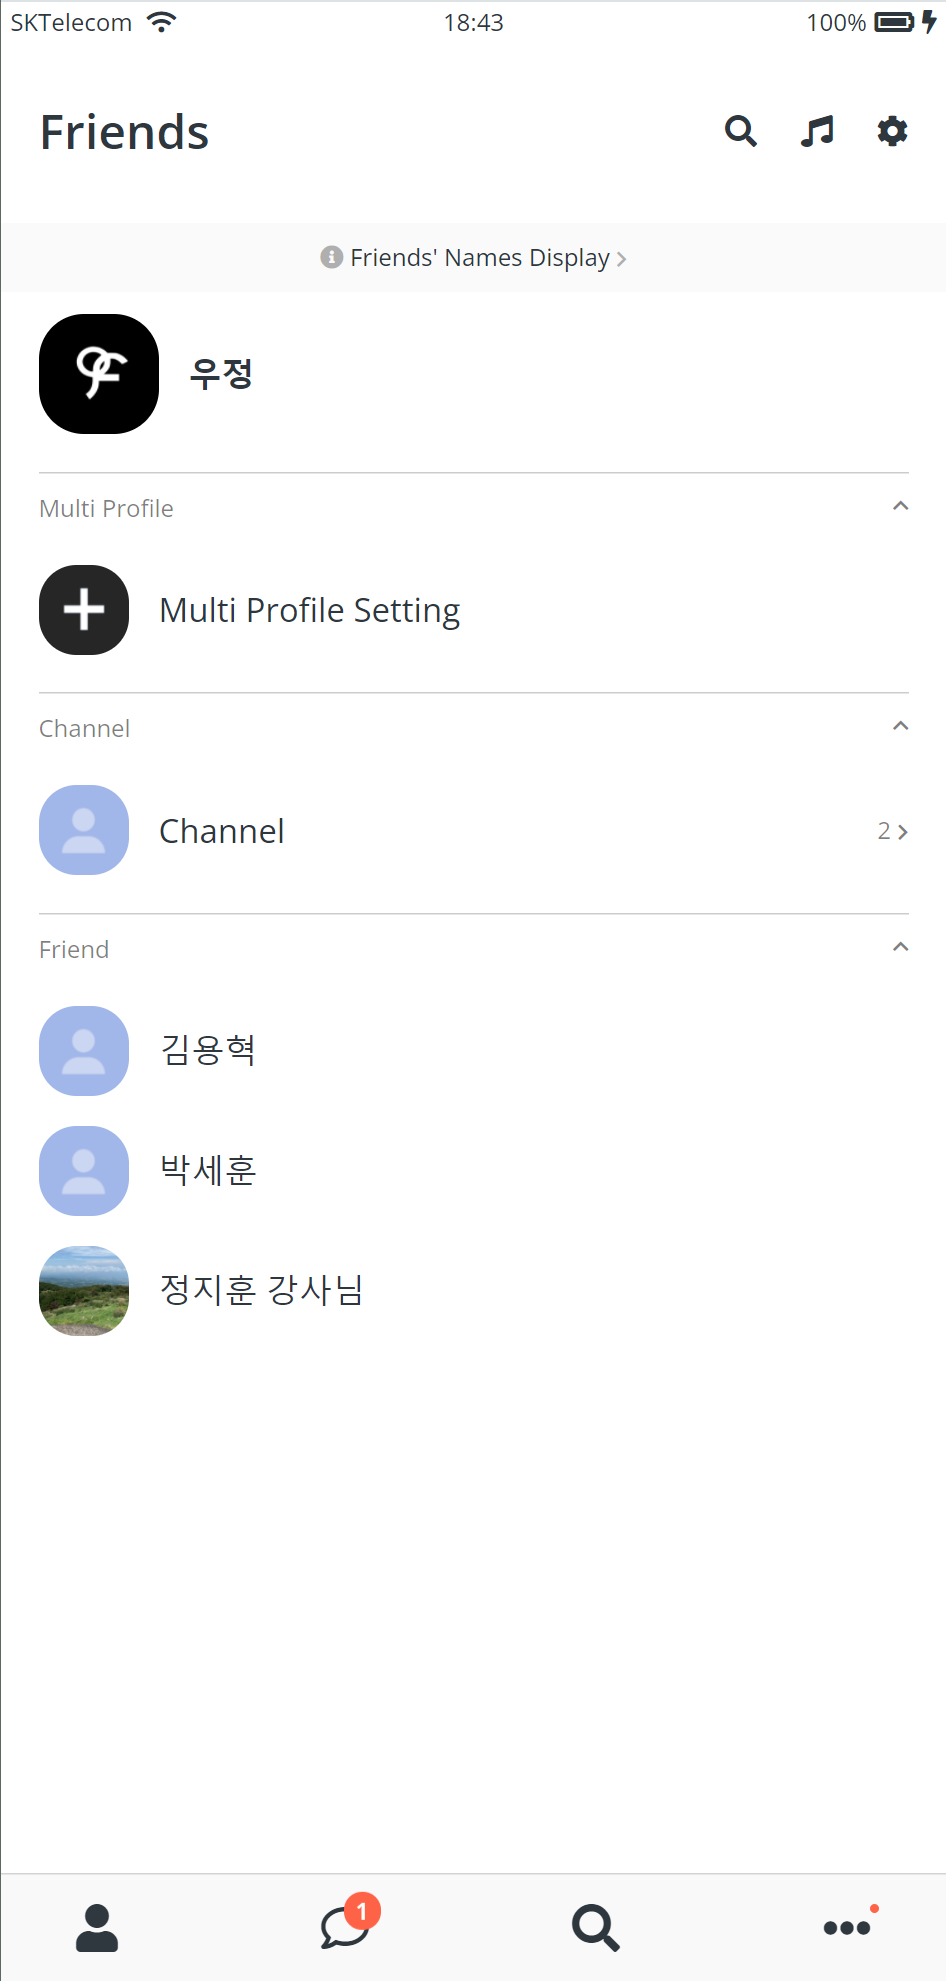 SKTelecom 18:43 100%
Friends
Friends' Names Display
우정
Multi Profile
Multi Profile Setting
Channel
Channel 2
Friend
김용혁
박세훈
정지훈 강사님
1